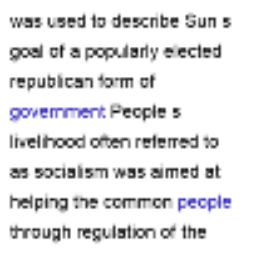 was used to describe Sun s
goal of a popularly elected
republican form of
government People s
livelihood often referred to
as socialism was aimed at
helping the common people
through regulation of the